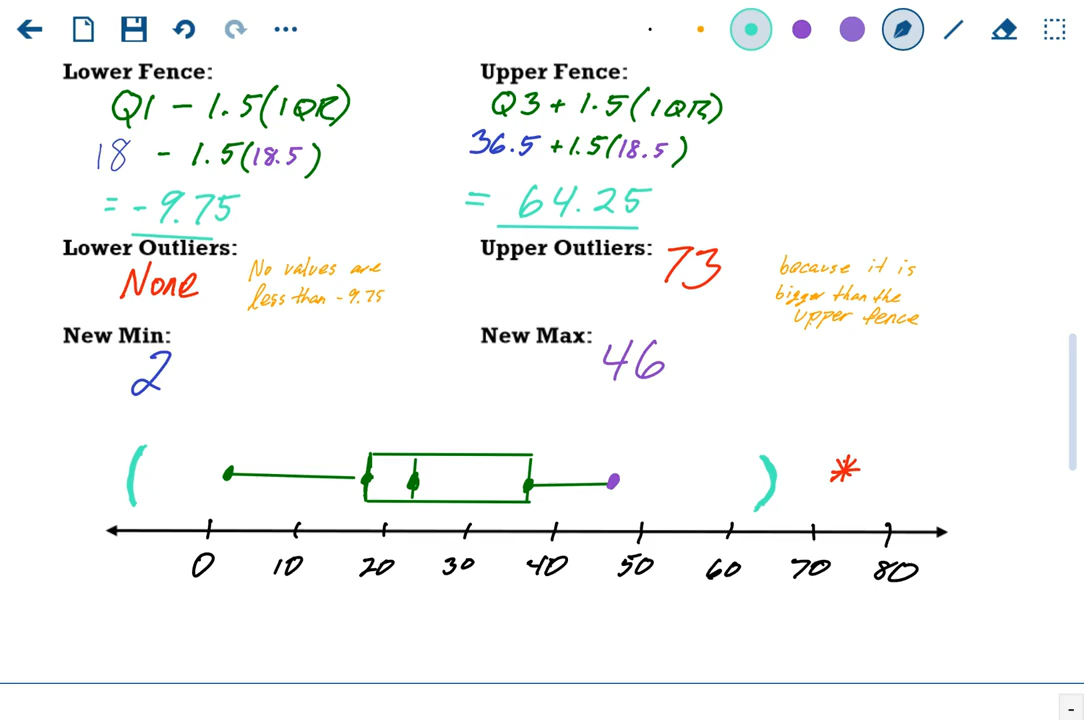 Lower Fence:
Q1 - 1.5(IQR)
18 - 1.5(18.5)
= -9.75
Upper Fence:
Q3 + 1.5(IQR)
36.5 + 1.5(18.5)
= 64.25
Lower Outliers:
None
No values are
less than -9.75
Upper Outliers:
73
because it is
bigger than the
upper fence
New Min:
2
New Max:
46
( ) *
0 10 20 30 40 50 60 70 80